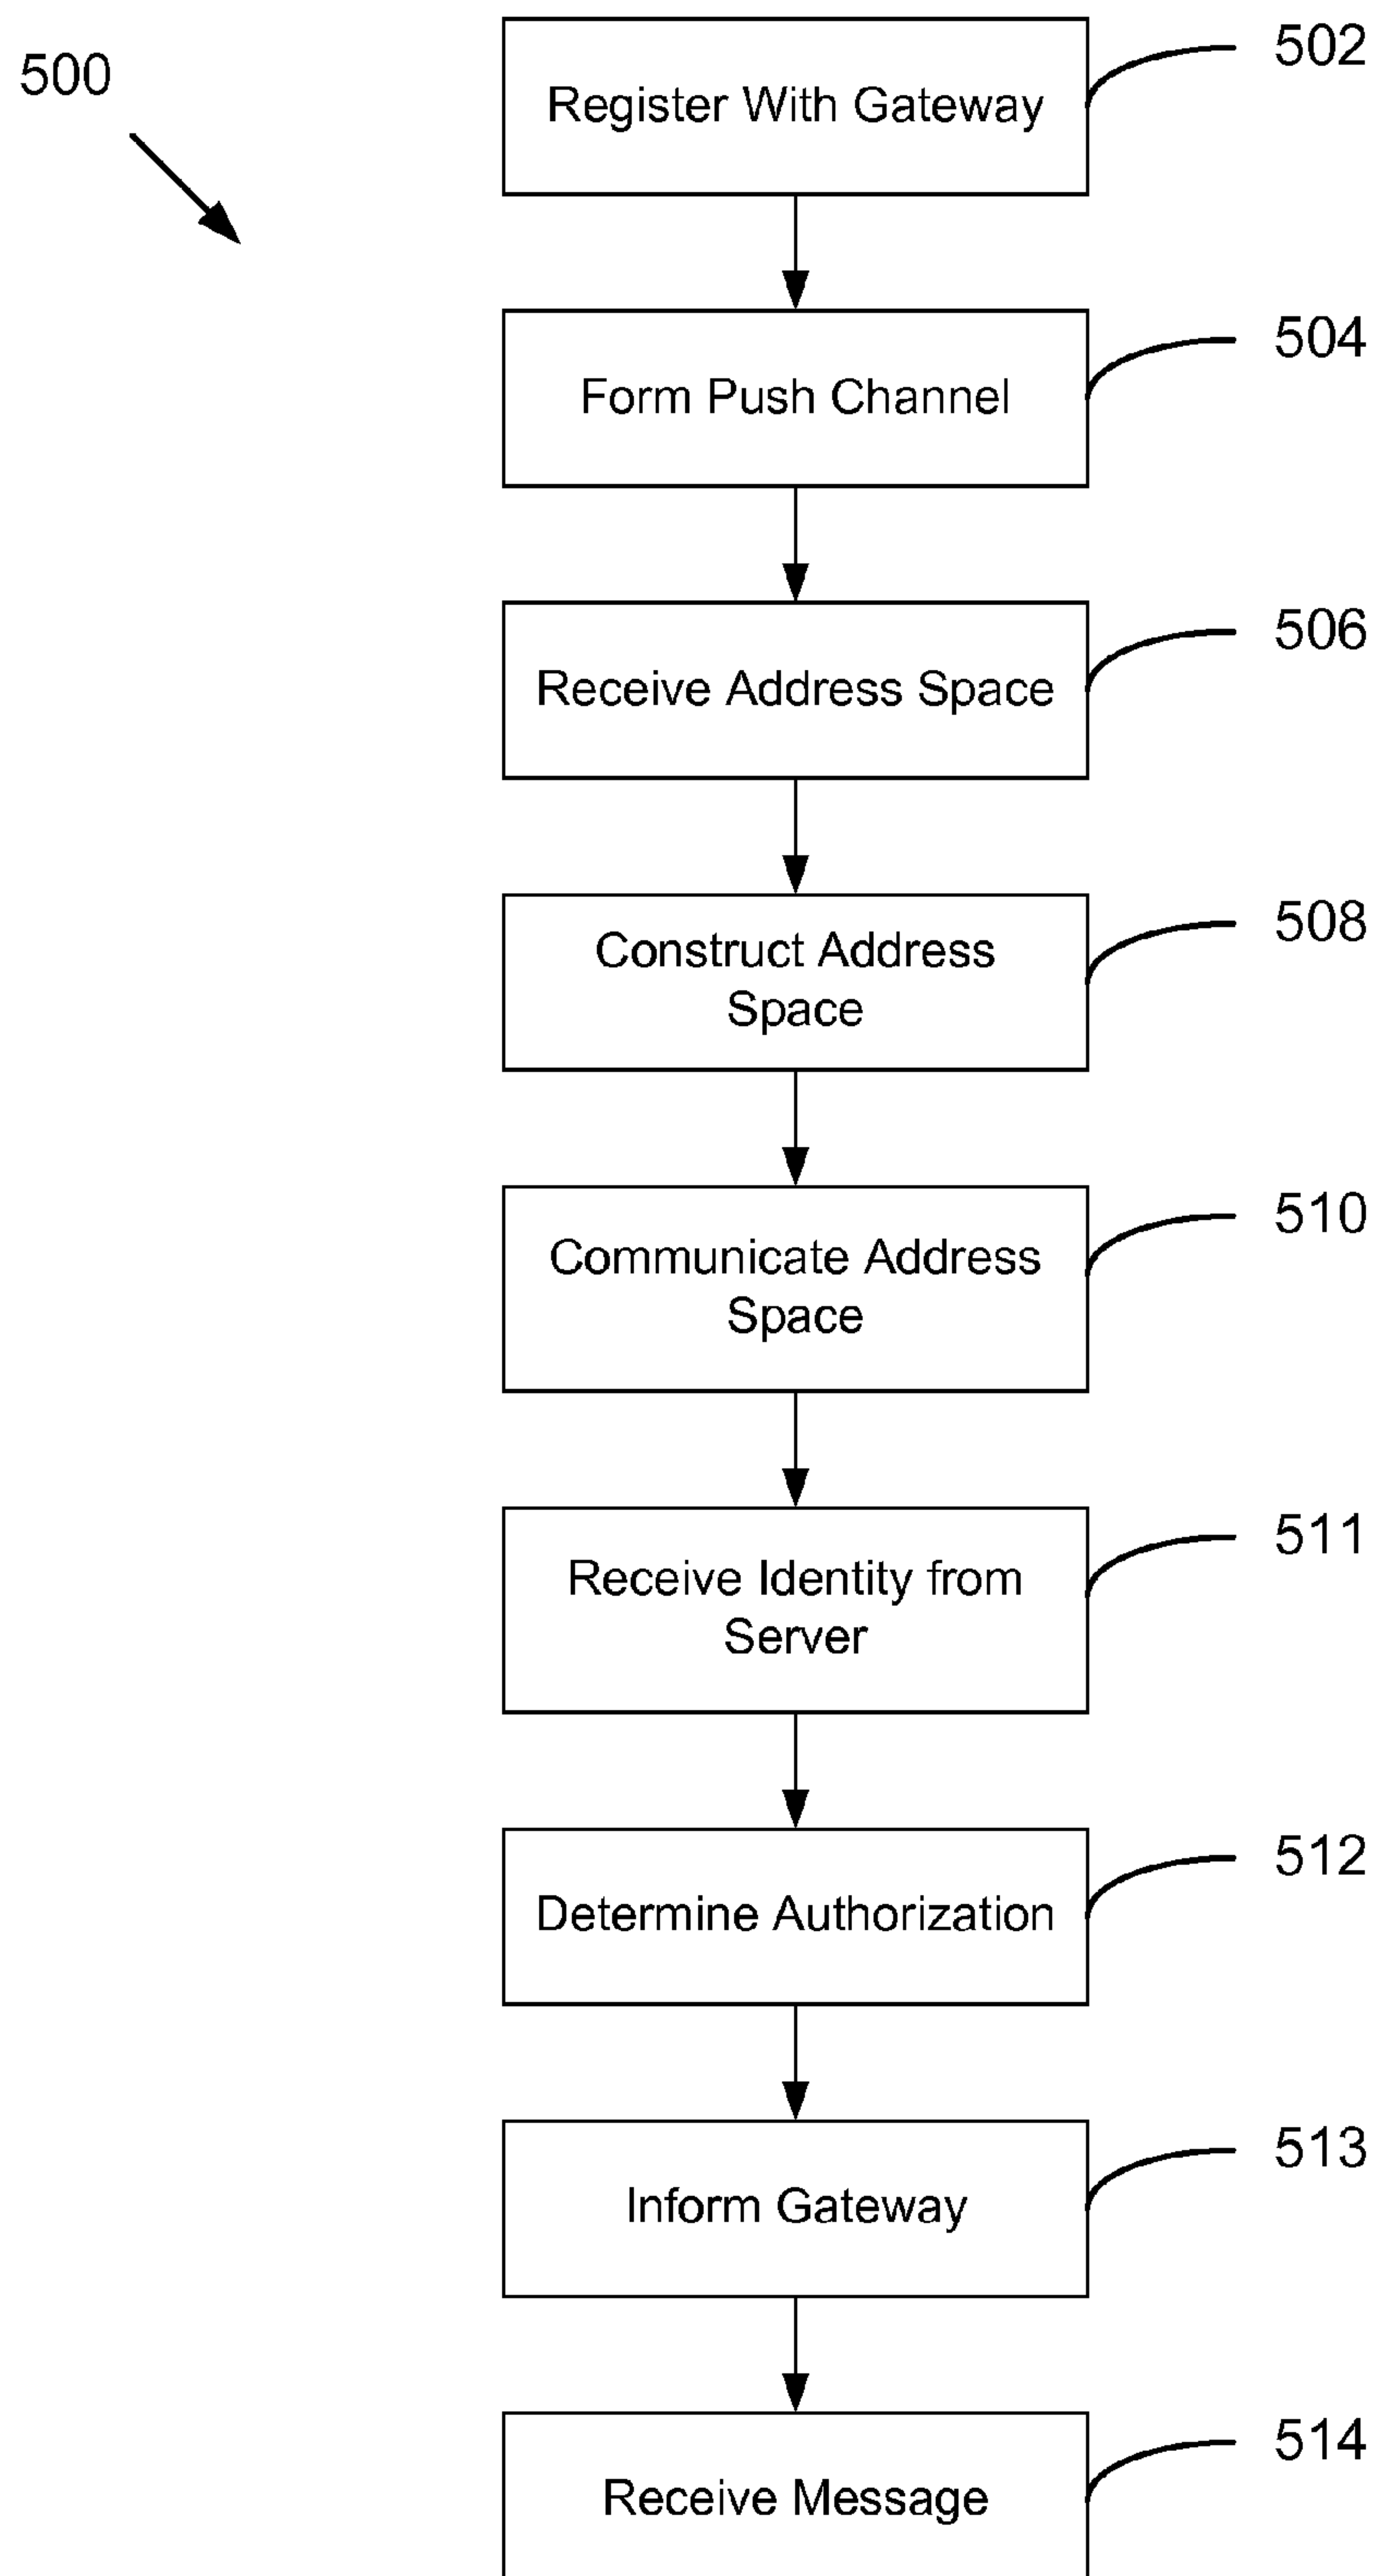 500
502
Register With Gateway
504
Form Push Channel
506
Receive Address Space
508
Construct Address
Space
510
Communicate Address
Space
511
Receive Identity from
Server
512
Determine Authorization
513
Inform Gateway
514
Receive Message